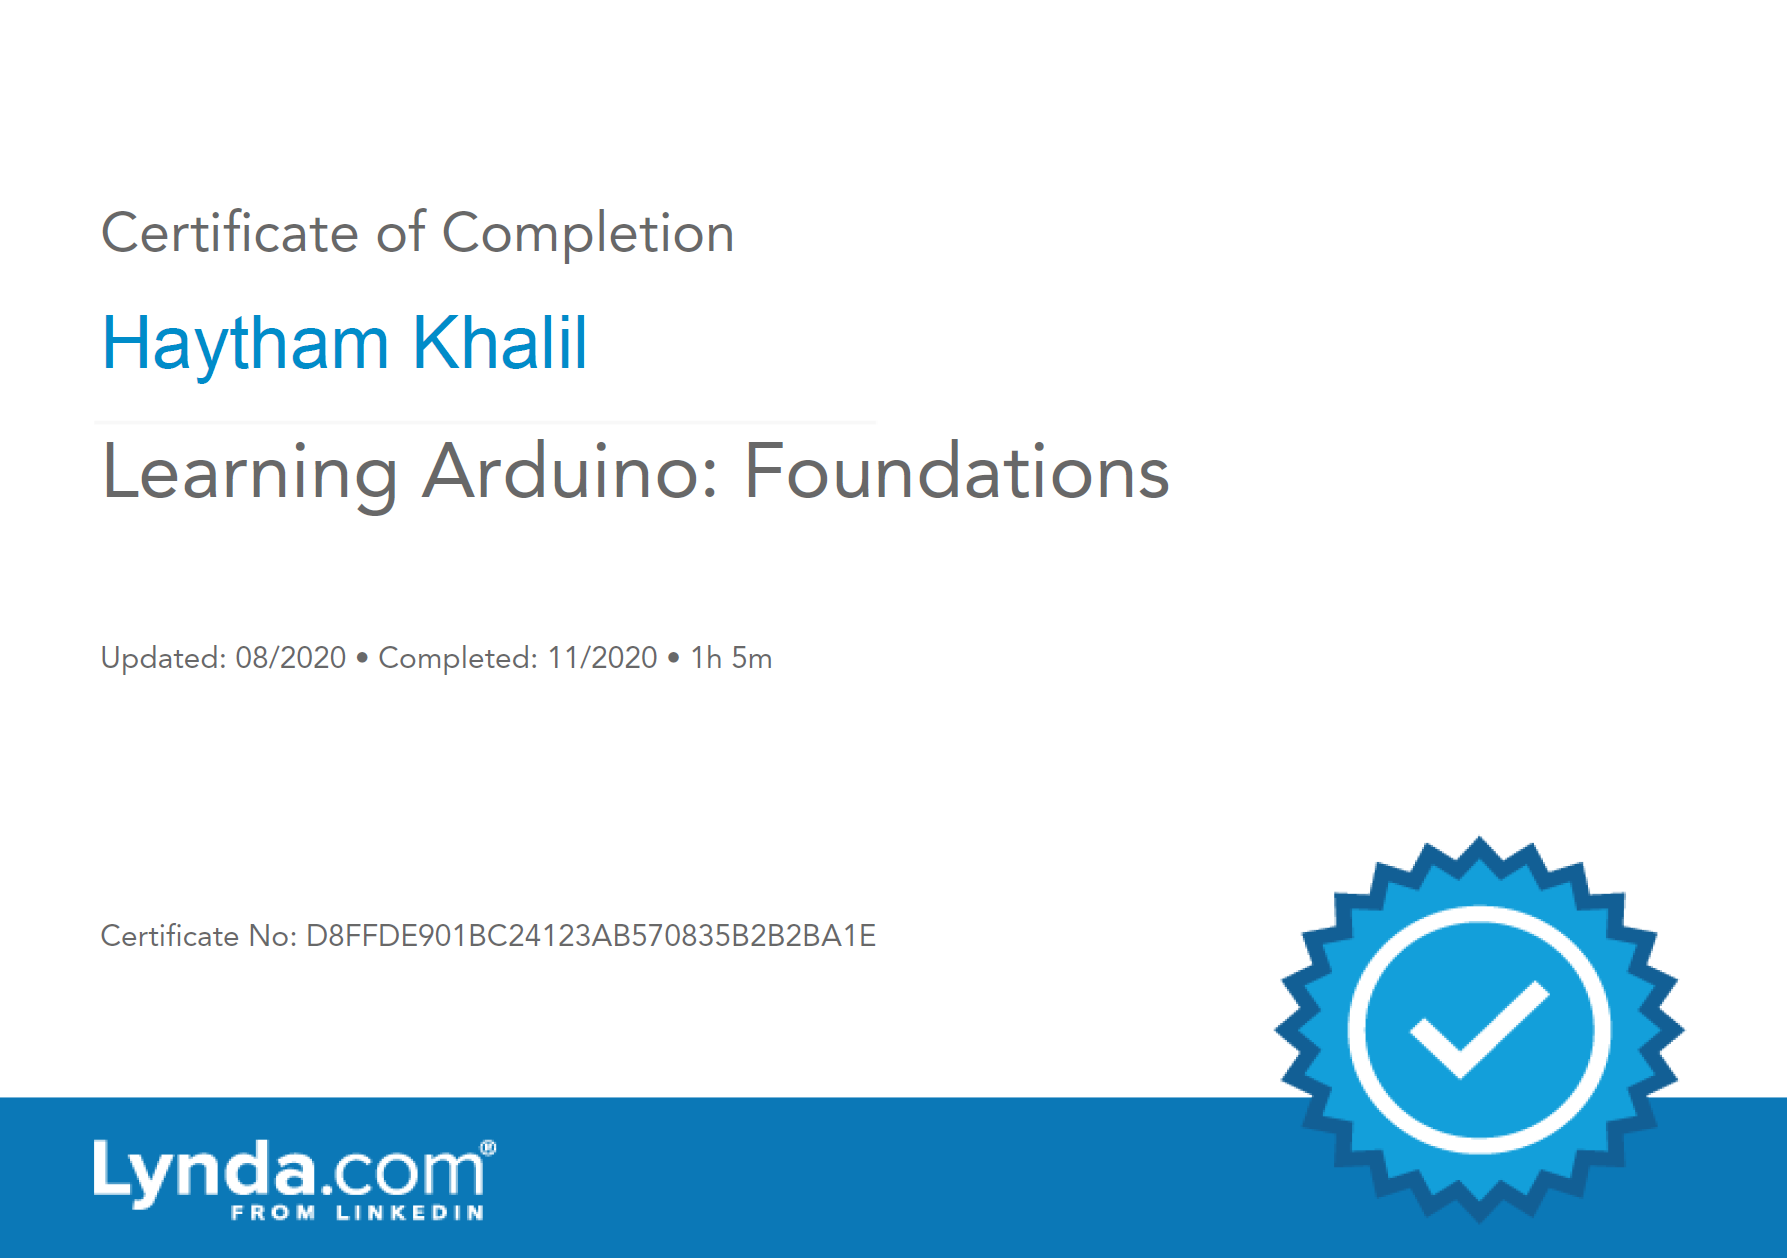 Certificate of Completion
Haytham Khalil
Learning Arduino: Foundations
Updated: 08/2020 • Completed: 11/2020 • 1h 5m
Certificate No: D8FFDE901BC24123AB570835B2B2BA1E
Lynda.com®
FROM LINKEDIN